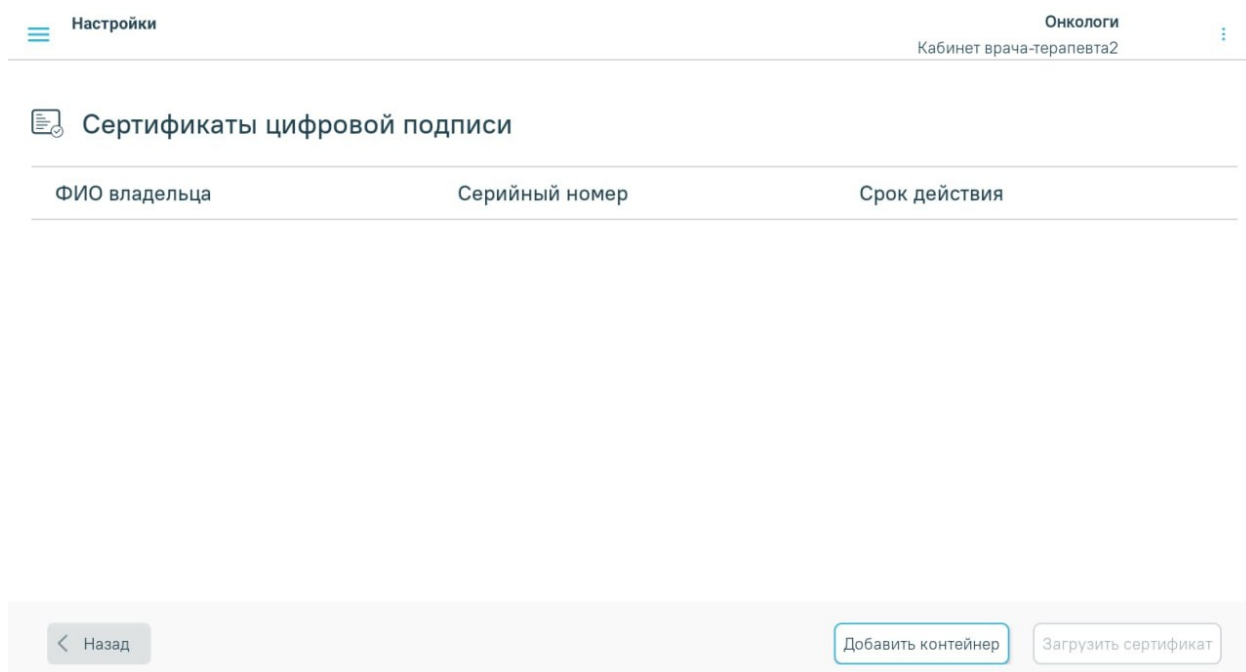 Настройки
Онкологи
Кабинет врача-терапевта2
Сертификаты цифровой подписи
ФИО владельца Серийный номер Срок действия
Назад Добавить контейнер Загрузить сертификат